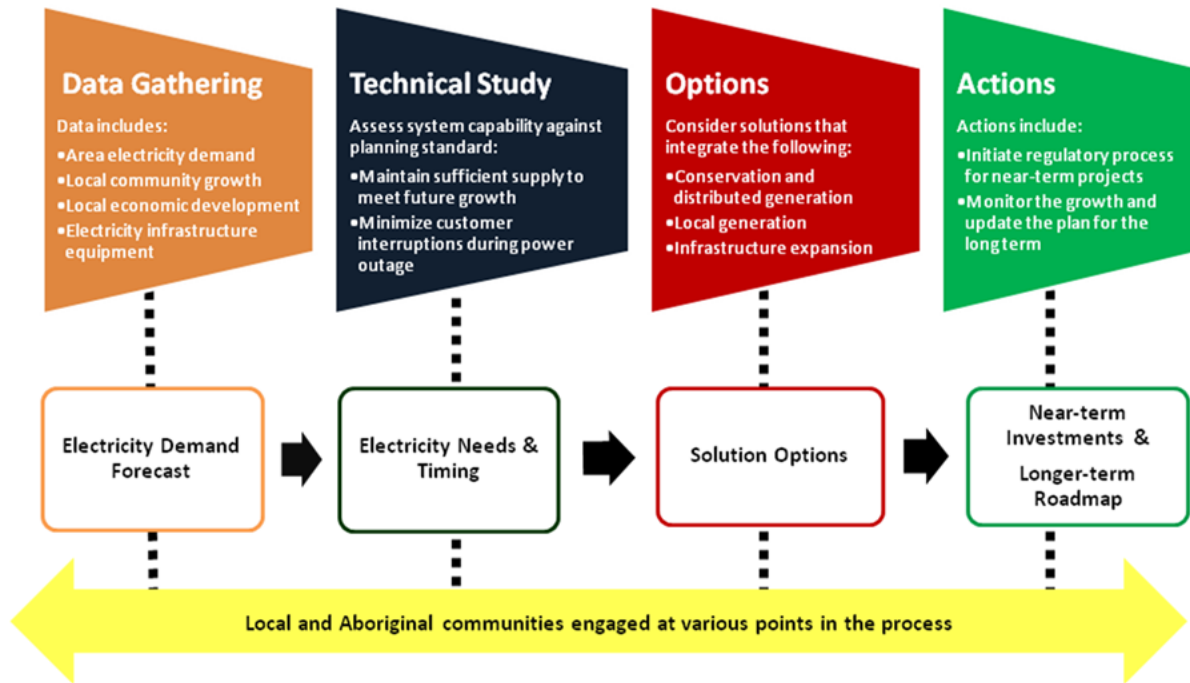 Data Gathering
Data includes:
•Area electricity demand
•Local community growth
•Local economic development
•Electricity infrastructure
equipment
Technical Study
Assess system capability against
planning standard:
•Maintain sufficient supply to
meet future growth
•Minimize customer
interruptions during power
outage
Options
Consider solutions that
integrate the following:
•Conservation and
distributed generation
•Local generation
•Infrastructure expansion
Actions
Actions include:
•Initiate regulatory process
for near-term projects
•Monitor the growth and
update the plan for the
long term
Electricity Demand
Forecast
Electricity Needs &
Timing
Solution Options
Near-term
Investments &
Longer-term
Roadmap
Local and Aboriginal communities engaged at various points in the process